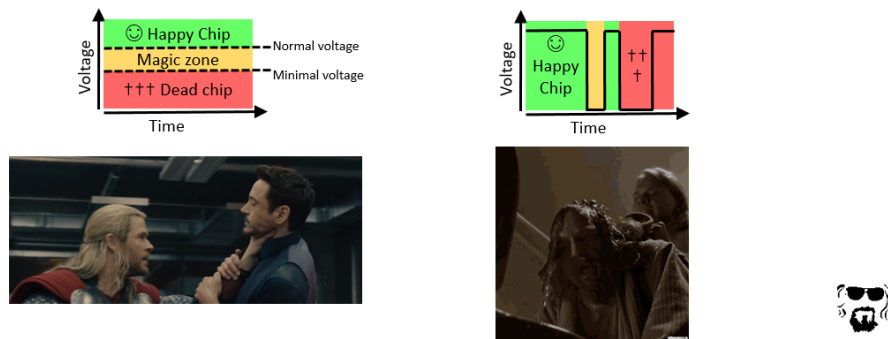 ☺ Happy Chip
Magic zone
††† Dead chip
Normal voltage
Minimal voltage
Voltage
Time
☺
Happy
Chip
††
†
Voltage
Time